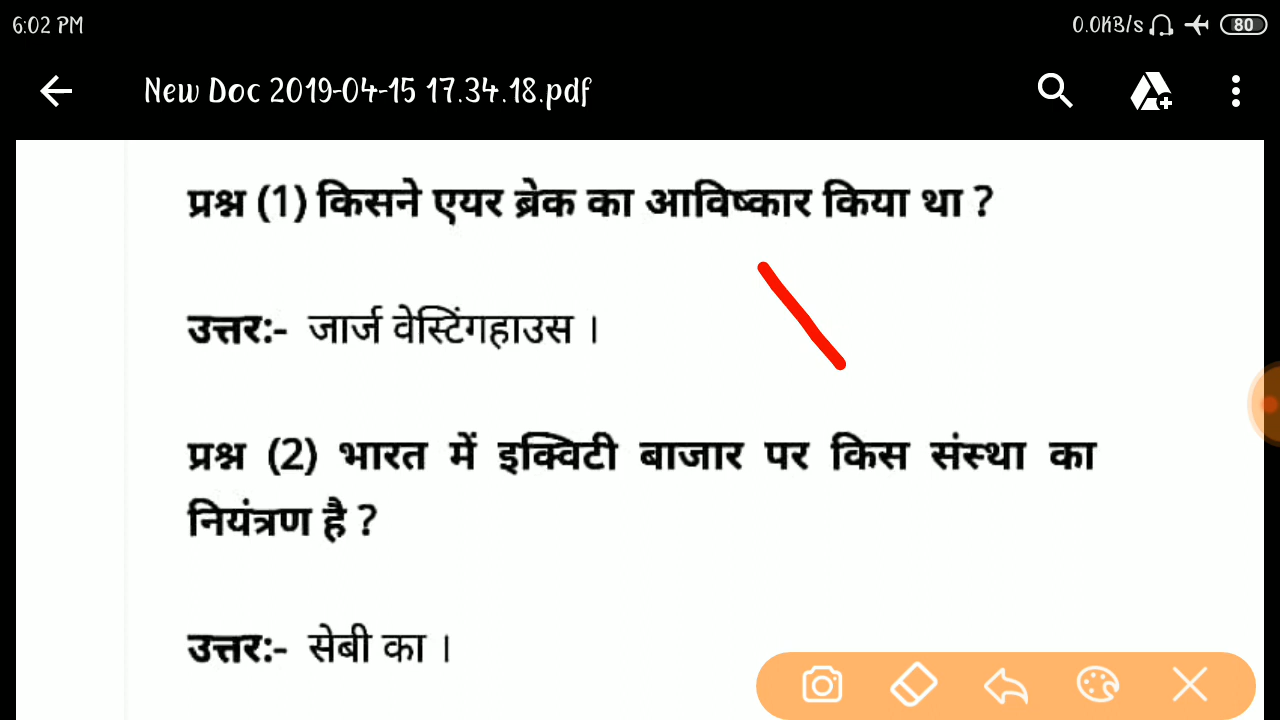 6:02 PM 0.0KB/s 80
New Doc 2019-04-15 17.34.18.pdf
प्रश्न (1) किसने एयर ब्रेक का आविष्कार किया था ?
उत्तर:- जार्ज वेस्टिंगहाउस ।
प्रश्न (2) भारत में इक्विटी बाजार पर किस संस्था का
नियंत्रण है ?
उत्तर:- सेबी का ।